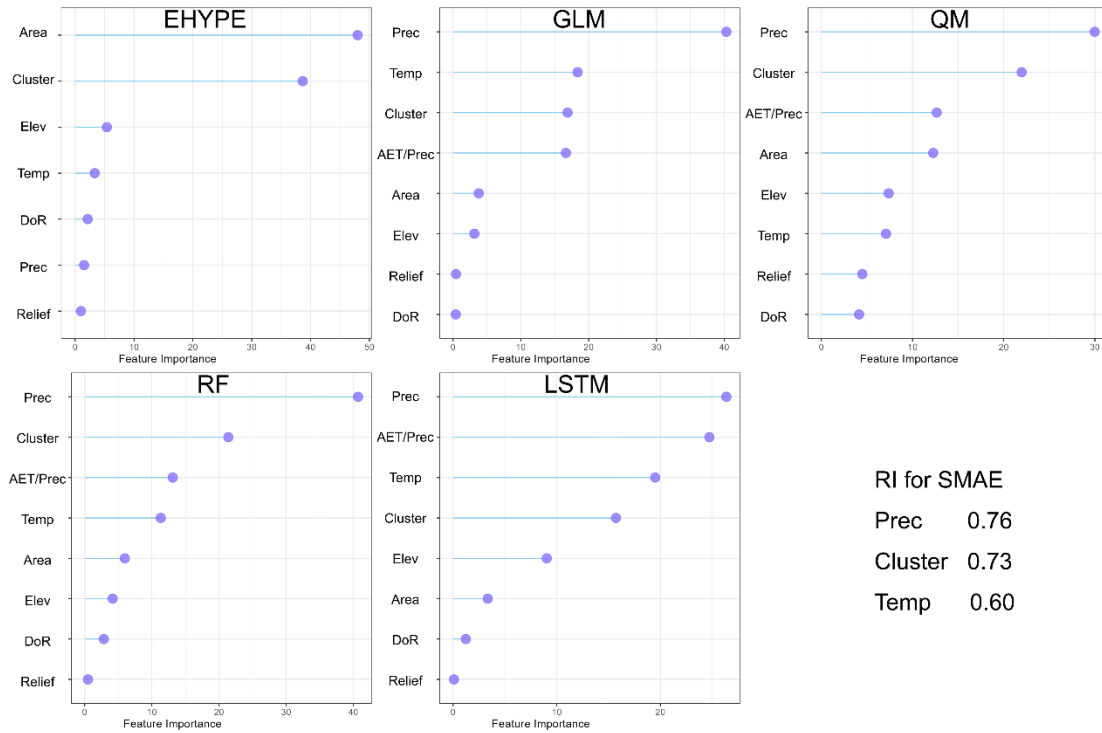 EHYPE
Area
Cluster
Elev
Temp
DoR
Prec
Relief
0 10 20 30 40 50
Feature Importance
GLM
Prec
Temp
Cluster
AET/Prec
Area
Elev
Relief
DoR
0 10 20 30 40
Feature Importance
QM
Prec
Cluster
AET/Prec
Area
Elev
Temp
Relief
DoR
0 10 20 30
Feature Importance
RF
Prec
Cluster
AET/Prec
Temp
Area
Elev
DoR
Relief
0 10 20 30 40
Feature Importance
LSTM
Prec
AET/Prec
Temp
Cluster
Elev
Area
DoR
Relief
0 10 20
Feature Importance
RI for SMAE
Prec 0.76
Cluster 0.73
Temp 0.60